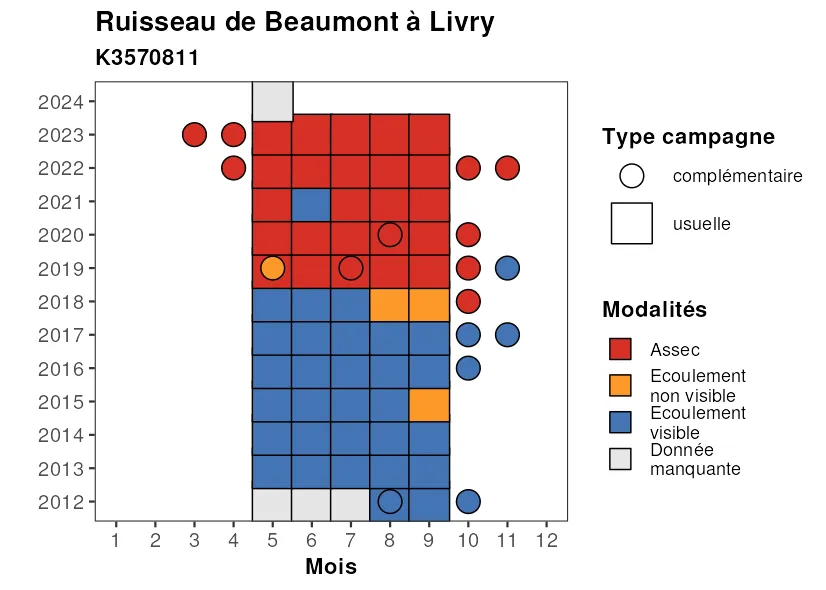 Ruisseau de Beaumont à Livry
K3570811
2024
2023
2022
2021
2020
2019
2018
2017
2016
2015
2014
2013
2012
1 2 3 4 5 6 7 8 9 10 11 12
Mois
Type campagne
complémentaire
usuelle
Modalités
Assec
Ecoulement
non visible
Ecoulement
visible
Donnée
manquante